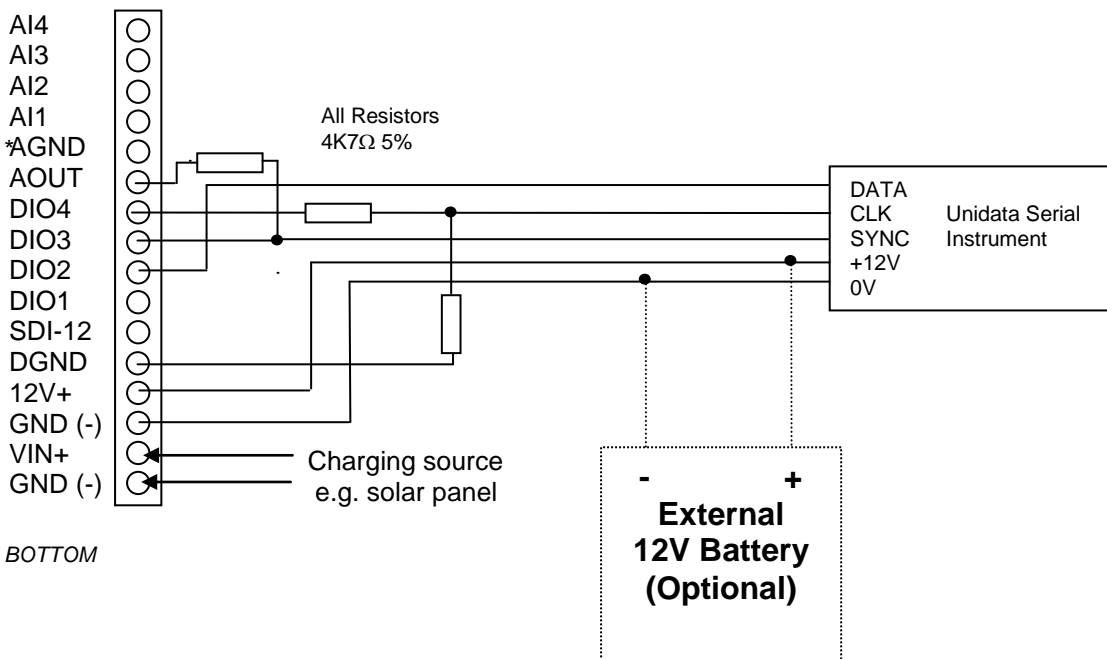 AI4
AI3
AI2
AI1
*AGND
AOUT
DIO4
DIO3
DIO2
DIO1
SDI-12
DGND
12V+
GND (-)
VIN+
GND (-)
BOTTOM
All Resistors
4K7Ω 5%
DATA
CLK
SYNC
+12V
0V
Unidata Serial
Instrument
Charging source
e.g. solar panel
- +
External
12V Battery
(Optional)